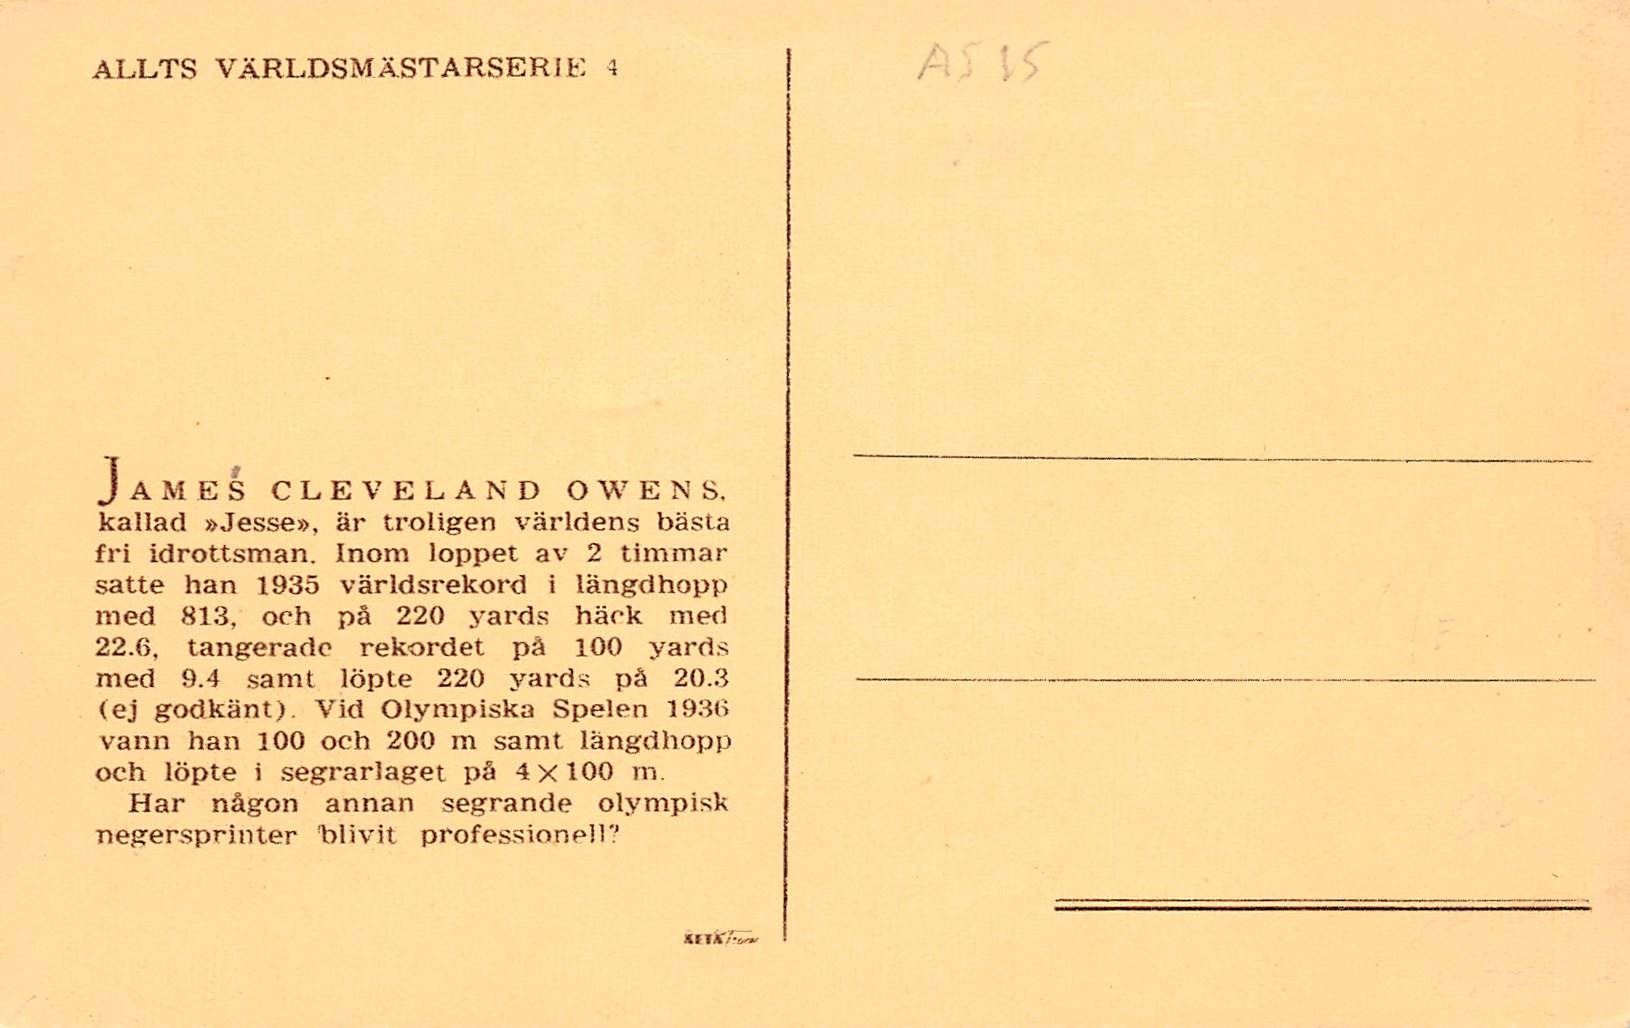 ALLTS VÄRLDSMÄSTARSERIE 4
AS 15
JAMES CLEVELAND OWENS,
kallad »Jesse», är troligen världens bästa
fri idrottsman. Inom loppet av 2 timmar
satte han 1935 världsrekord i längdhopp
med 813, och på 220 yards häck med
22.6, tangerade rekordet på 100 yards
med 9.4 samt löpte 220 yards på 20.3
(ej godkänt). Vid Olympiska Spelen 1936
vann han 100 och 200 m samt längdhopp
och löpte i segrarlaget på 4×100 m.
Har någon annan segrande olympisk
negersprinter blivit professionell?